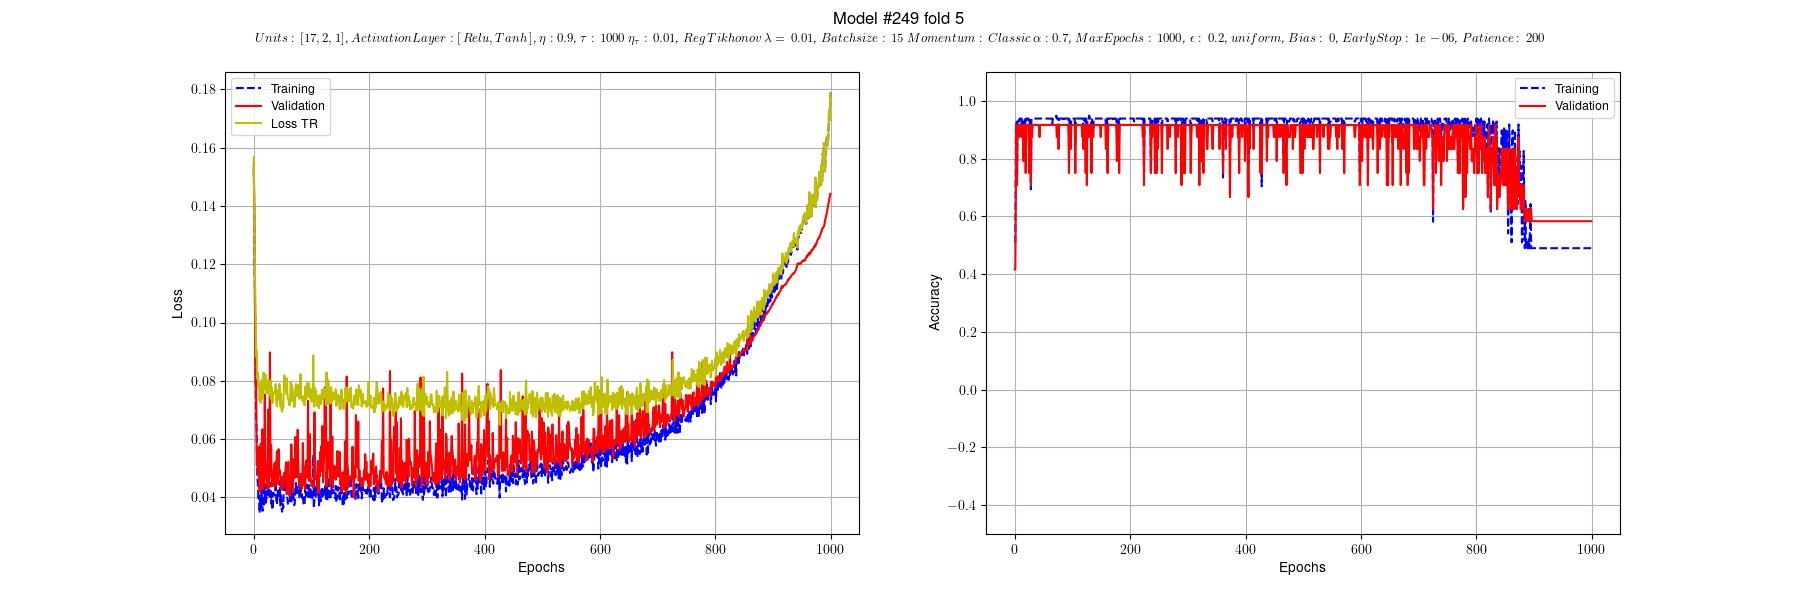 Model #249 fold 5
Units : [17, 2, 1], ActivationLayer : [ Relu, Tanh], η : 0.9, τ : 1000 ητ : 0.01, RegTikhonov λ = 0.01, Batchsize : 15 Momentum : Classic α : 0.7, MaxEpochs : 1000, ϵ : 0.2, uniform, Bias : 0, EarlyStop : 1e − 06, Patience : 200
Training
Validation
Loss TR
0.18
0.16
0.14
0.12
0.10
0.08
0.06
0.04
Loss
0 200 400 600 800 1000
Epochs
Training
Validation
1.0
0.8
0.6
0.4
0.2
0.0
−0.2
−0.4
Accuracy
0 200 400 600 800 1000
Epochs